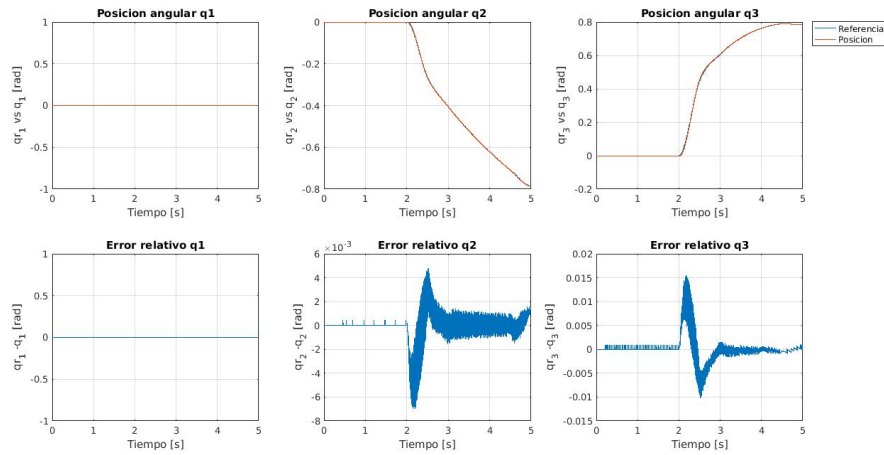 Posicion angular q1
qr1 vs q1 [rad]
1
0.5
0
-0.5
-1
0 1 2 3 4 5
Tiempo [s]
Posicion angular q2
qr2 vs q2 [rad]
0
-0.2
-0.4
-0.6
-0.8
0 1 2 3 4 5
Tiempo [s]
Posicion angular q3
qr3 vs q3 [rad]
0.8
0.6
0.4
0.2
0
-0.2
0 1 2 3 4 5
Tiempo [s]
Referencia
Posicion
Error relativo q1
qr1 -q1 [rad]
1
0.5
0
-0.5
-1
0 1 2 3 4 5
Tiempo [s]
Error relativo q2
×10-3
qr2 -q2 [rad]
6
4
2
0
-2
-4
-6
-8
0 1 2 3 4 5
Tiempo [s]
Error relativo q3
qr3 -q3 [rad]
0.02
0.015
0.01
0.005
0
-0.005
-0.01
-0.015
0 1 2 3 4 5
Tiempo [s]